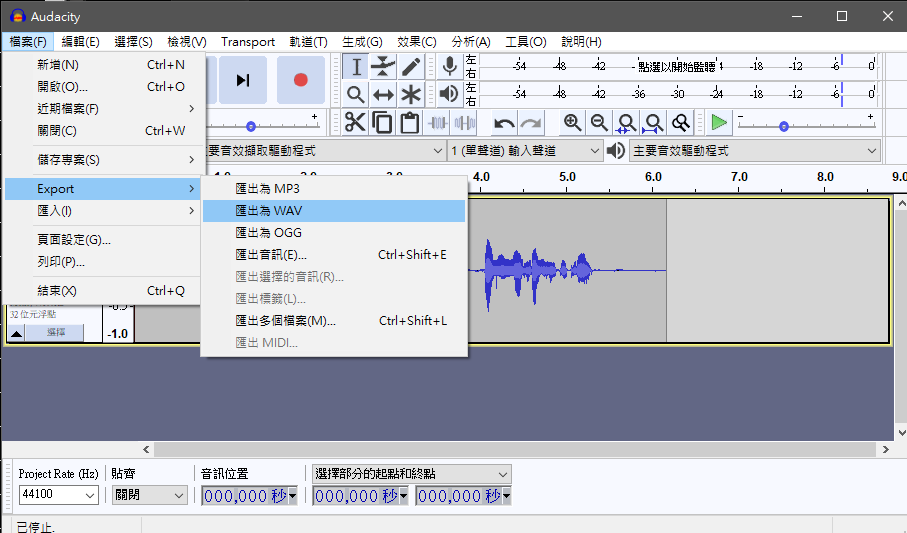 Audacity
檔案(F) 編輯(E) 選擇(S) 檢視(V) Transport 軌道(T) 生成(G) 效果(C) 分析(A) 工具(O) 說明(H)
新增(N) Ctrl+N
開啟(O)...  Ctrl+O
近期檔案(F)
關閉(C) Ctrl+W
儲存專案(S)
Export
匯入(I)
頁面設定(G)...
列印(P)...
結束(X) Ctrl+Q
匯出為 MP3
匯出為 WAV
匯出為 OGG
匯出音訊(E)... Ctrl+Shift+E
匯出選擇的音訊(R)...
匯出標籤(L)...
匯出多個檔案(M)... Ctrl+Shift+L
匯出 MIDI...
左 -54 -48 -42 - 點選以開始監聽 ! -18 -12 -6 0
右
左 -54 -48 -42 -36 -30 -24 -18 -12 -6 0
右
- +
+
主要音效擷取驅動程式 1 (單聲道) 輸入聲道 主要音效驅動程式
4.0 5.0 6.0 7.0 8.0 9.0
32 位元浮點
選擇
-1.0
Project Rate (Hz) 貼齊 音訊位置 選擇部分的起點和終點
44100 關閉 000,000 秒 000,000 秒 000,000 秒
已停止.